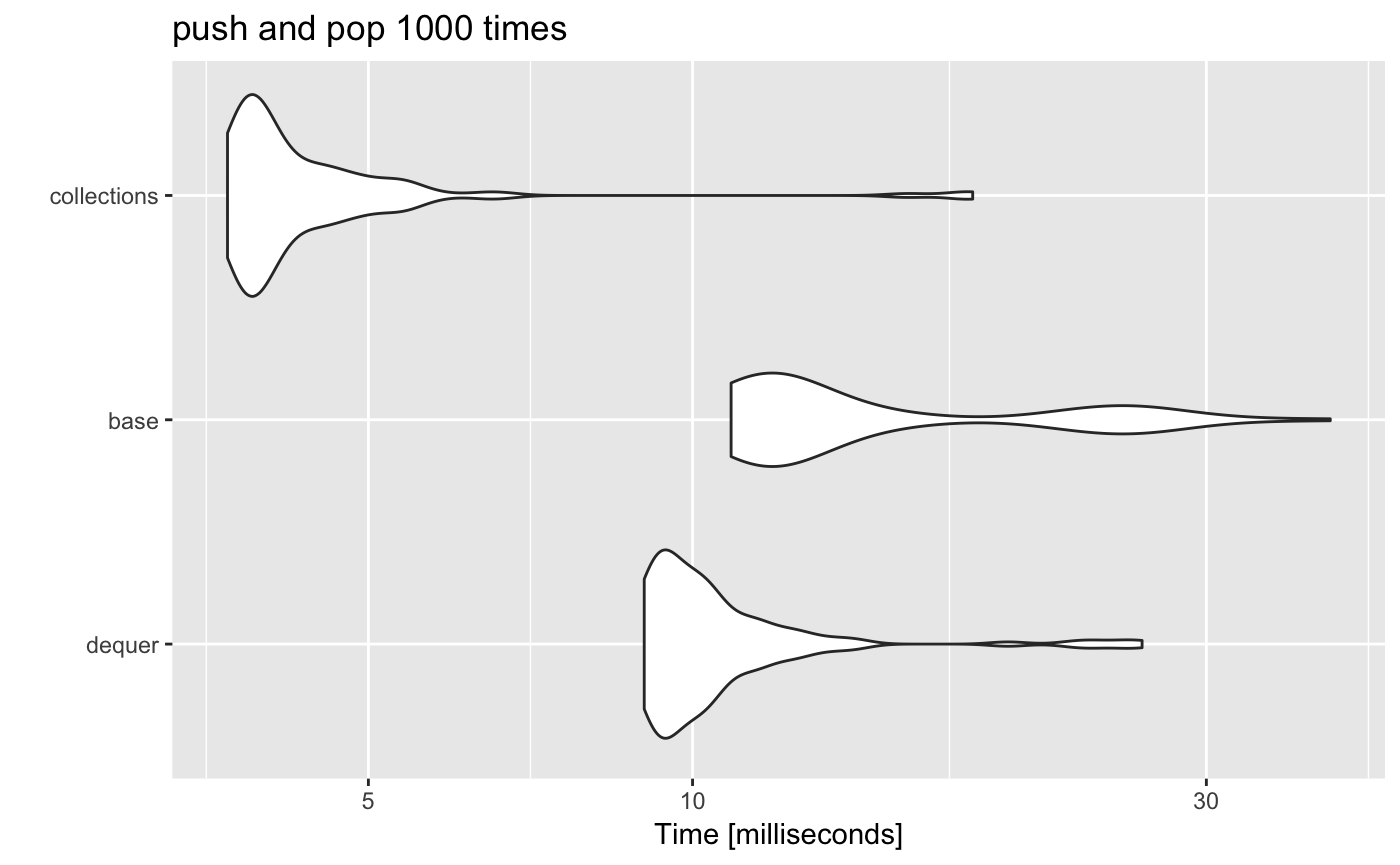 push and pop 1000 times
collections
base
dequer
5 10 30
Time [milliseconds]